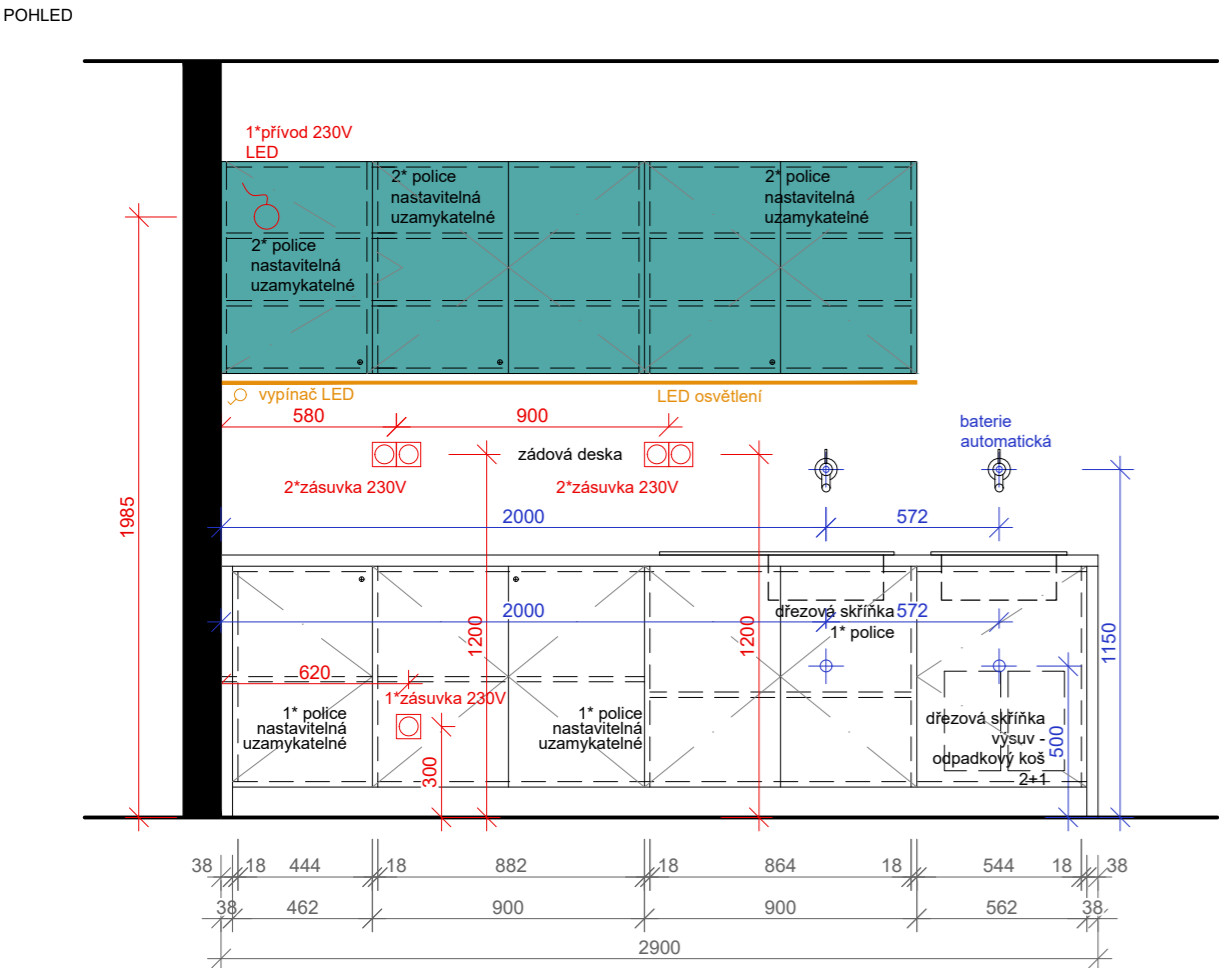 POHLED
1*přívod 230V
LED
2* police
nastavitelná
uzamykatelné
2* police
nastavitelná
uzamykatelné
2* police
nastavitelná
uzamykatelné
vypínač LED
LED osvětlení
580
900
baterie
automatická
zádová deska
2*zásuvka 230V
2*zásuvka 230V
1985
2000
572
dřezová skříňka
1* police
2000
572
1200
1200
1150
620
1*zásuvka 230V
1* police
nastavitelná
uzamykatelné
1* police
nastavitelná
uzamykatelné
dřezová skříňka
výsuv -
odpadkový koš
2+1
500
300
38 18 444 18 882 18 864 18 544 18 38
38 462 900 900 562 38
2900